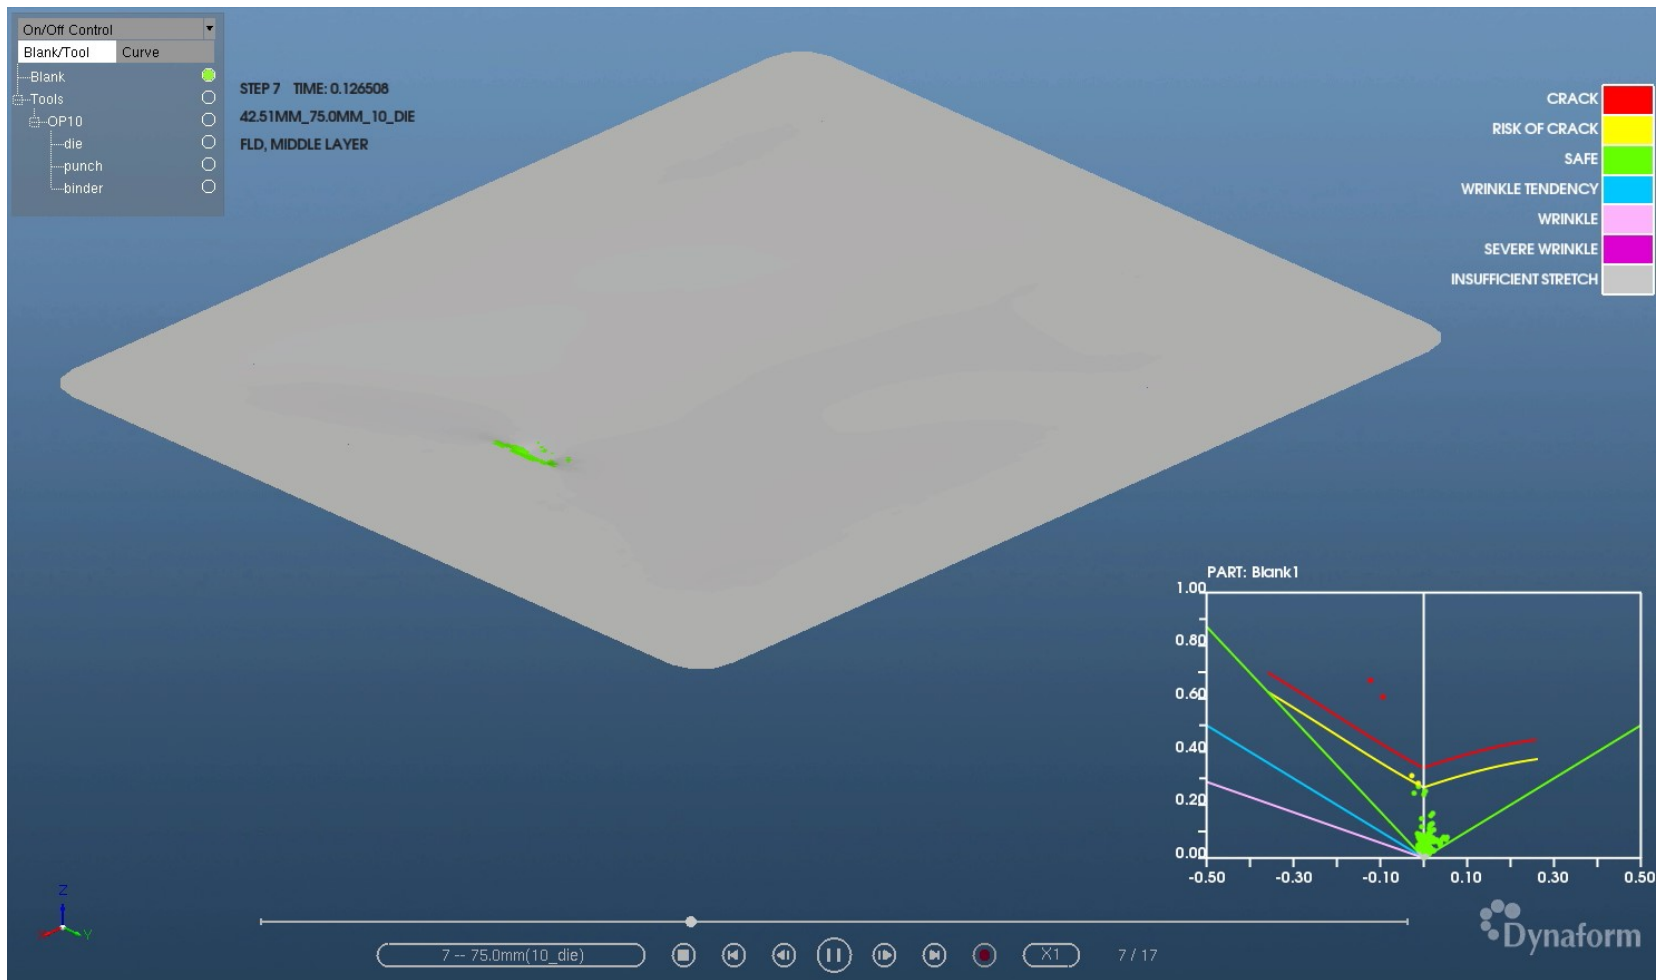 On/Off Control
Blank/Tool Curve
Blank
Tools
OP10
die
punch
binder
STEP 7 TIME: 0.126508
42.51MM_75.0MM_10_DIE
FLD, MIDDLE LAYER
CRACK
RISK OF CRACK
SAFE
WRINKLE TENDENCY
WRINKLE
SEVERE WRINKLE
INSUFFICIENT STRETCH
PART: Blank1
1.00
0.80
0.60
0.40
0.20
0.00
-0.50 -0.30 -0.10 0.10 0.30 0.50
Z
Y
7 -- 75.0mm(10_die) X1 7 / 17
Dynaform